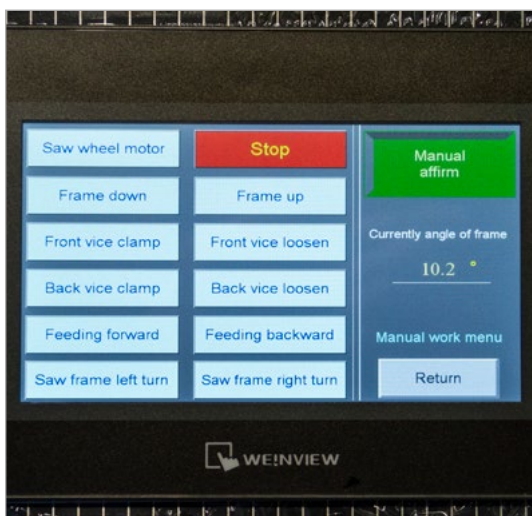 Saw wheel motor
Stop
Manual
affirm
Frame down
Frame up
Front vice clamp
Front vice loosen
Currently angle of frame
10.2 °
Back vice clamp
Back vice loosen
Feeding forward
Feeding backward
Manual work menu
Saw frame left turn
Saw frame right turn
Return
WE!NVIEW